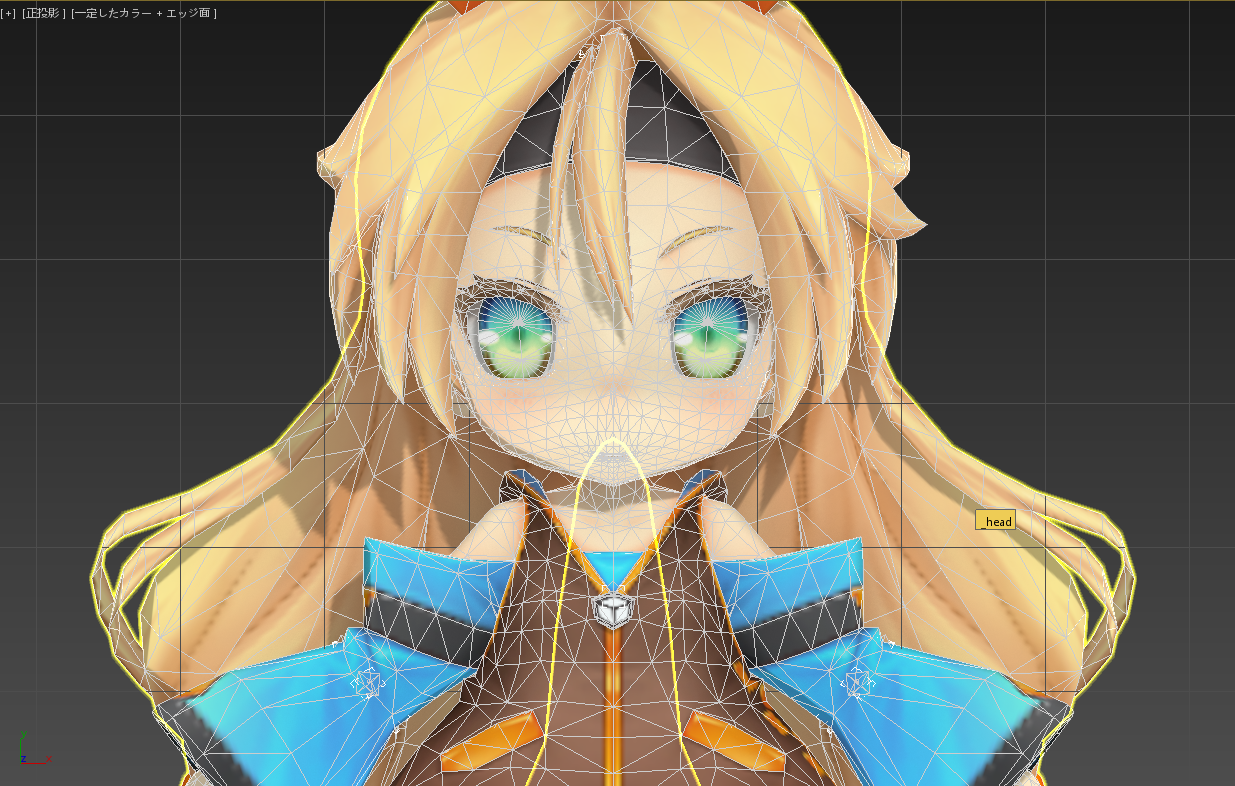 [+] [正投影 ] [一定したカラー + エッジ面 ]
_head
y
z x